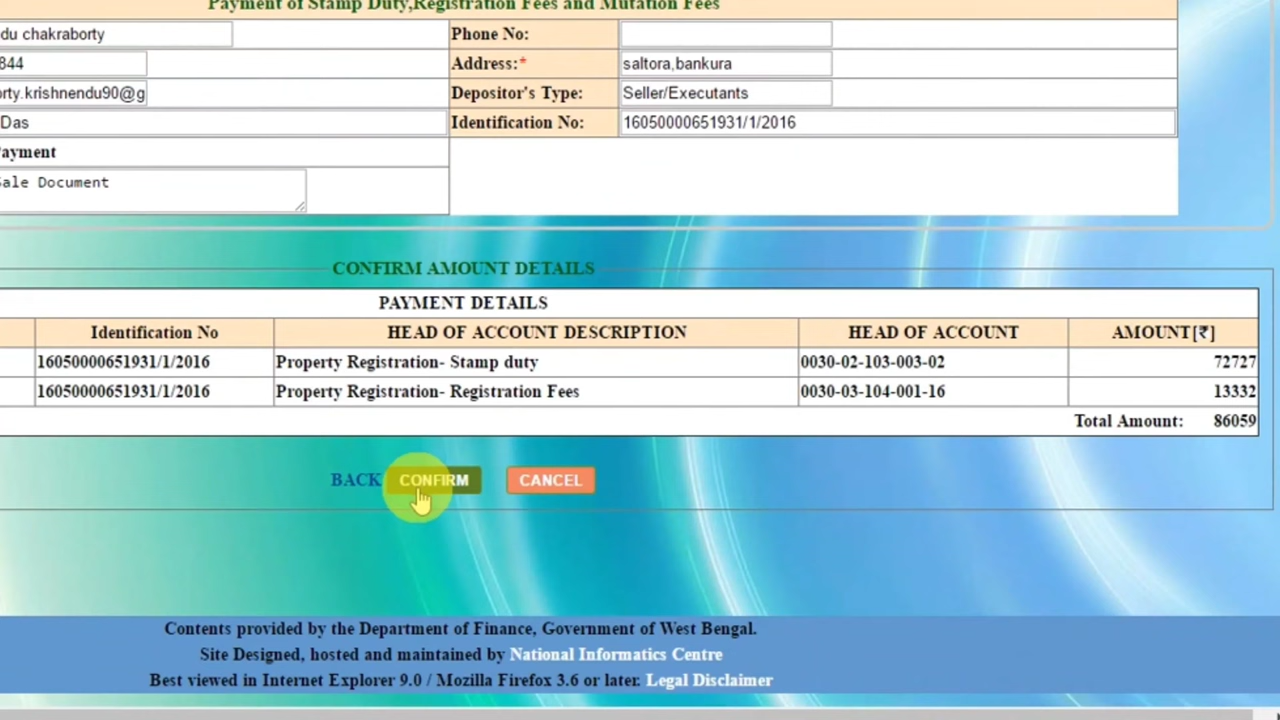 Payment of Stamp Duty,Registration Fees and Mutation Fees
du chakraborty Phone No:
844 Address:* saltora,bankura
orty.krishnendu90@g Depositor's Type: Seller/Executants
Das Identification No: 16050000651931/1/2016
Payment
Sale Document
CONFIRM AMOUNT DETAILS
PAYMENT DETAILS
Identification No HEAD OF ACCOUNT DESCRIPTION HEAD OF ACCOUNT AMOUNT[₹]
16050000651931/1/2016 Property Registration- Stamp duty 0030-02-103-003-02 72727
16050000651931/1/2016 Property Registration- Registration Fees 0030-03-104-001-16 13332
Total Amount: 86059
BACK CONFIRM CANCEL
Contents provided by the Department of Finance, Government of West Bengal.
Site Designed, hosted and maintained by National Informatics Centre
Best viewed in Internet Explorer 9.0 / Mozilla Firefox 3.6 or later. Legal Disclaimer